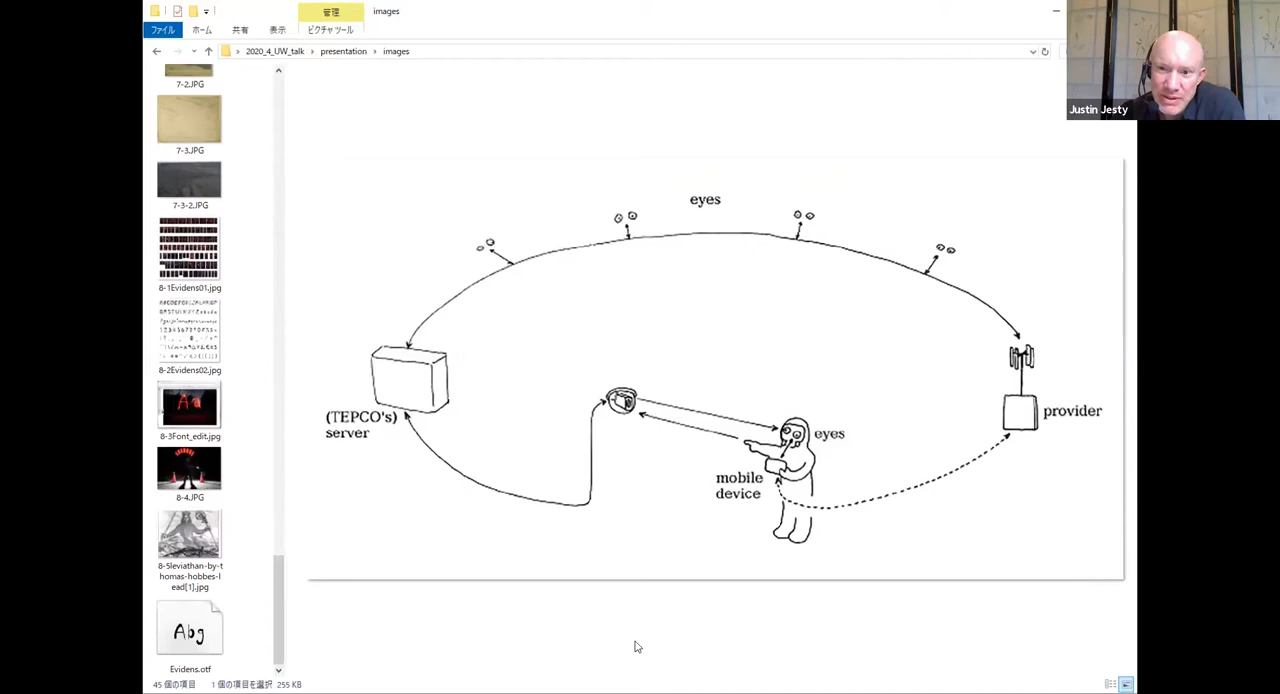 管理
images
ファイル
ホーム
共有
表示
ピクチャ ツール
2020_4_UW_talk
presentation
images
7-2.JPG
7-3.JPG
7-3-2.JPG
8-1Evidens01.jpg
8-2Evidens02.jpg
Aa
8-3Font_edit.jpg
8-4.JPG
8-5leviathan-by-t
homas-hobbes-l
ead[1].jpg
Abg
Evidens.otf
eyes
(TEPCO's)
server
eyes
mobile
device
provider
45 個の項目
1 個の項目を選択 255 KB
Justin Jesty